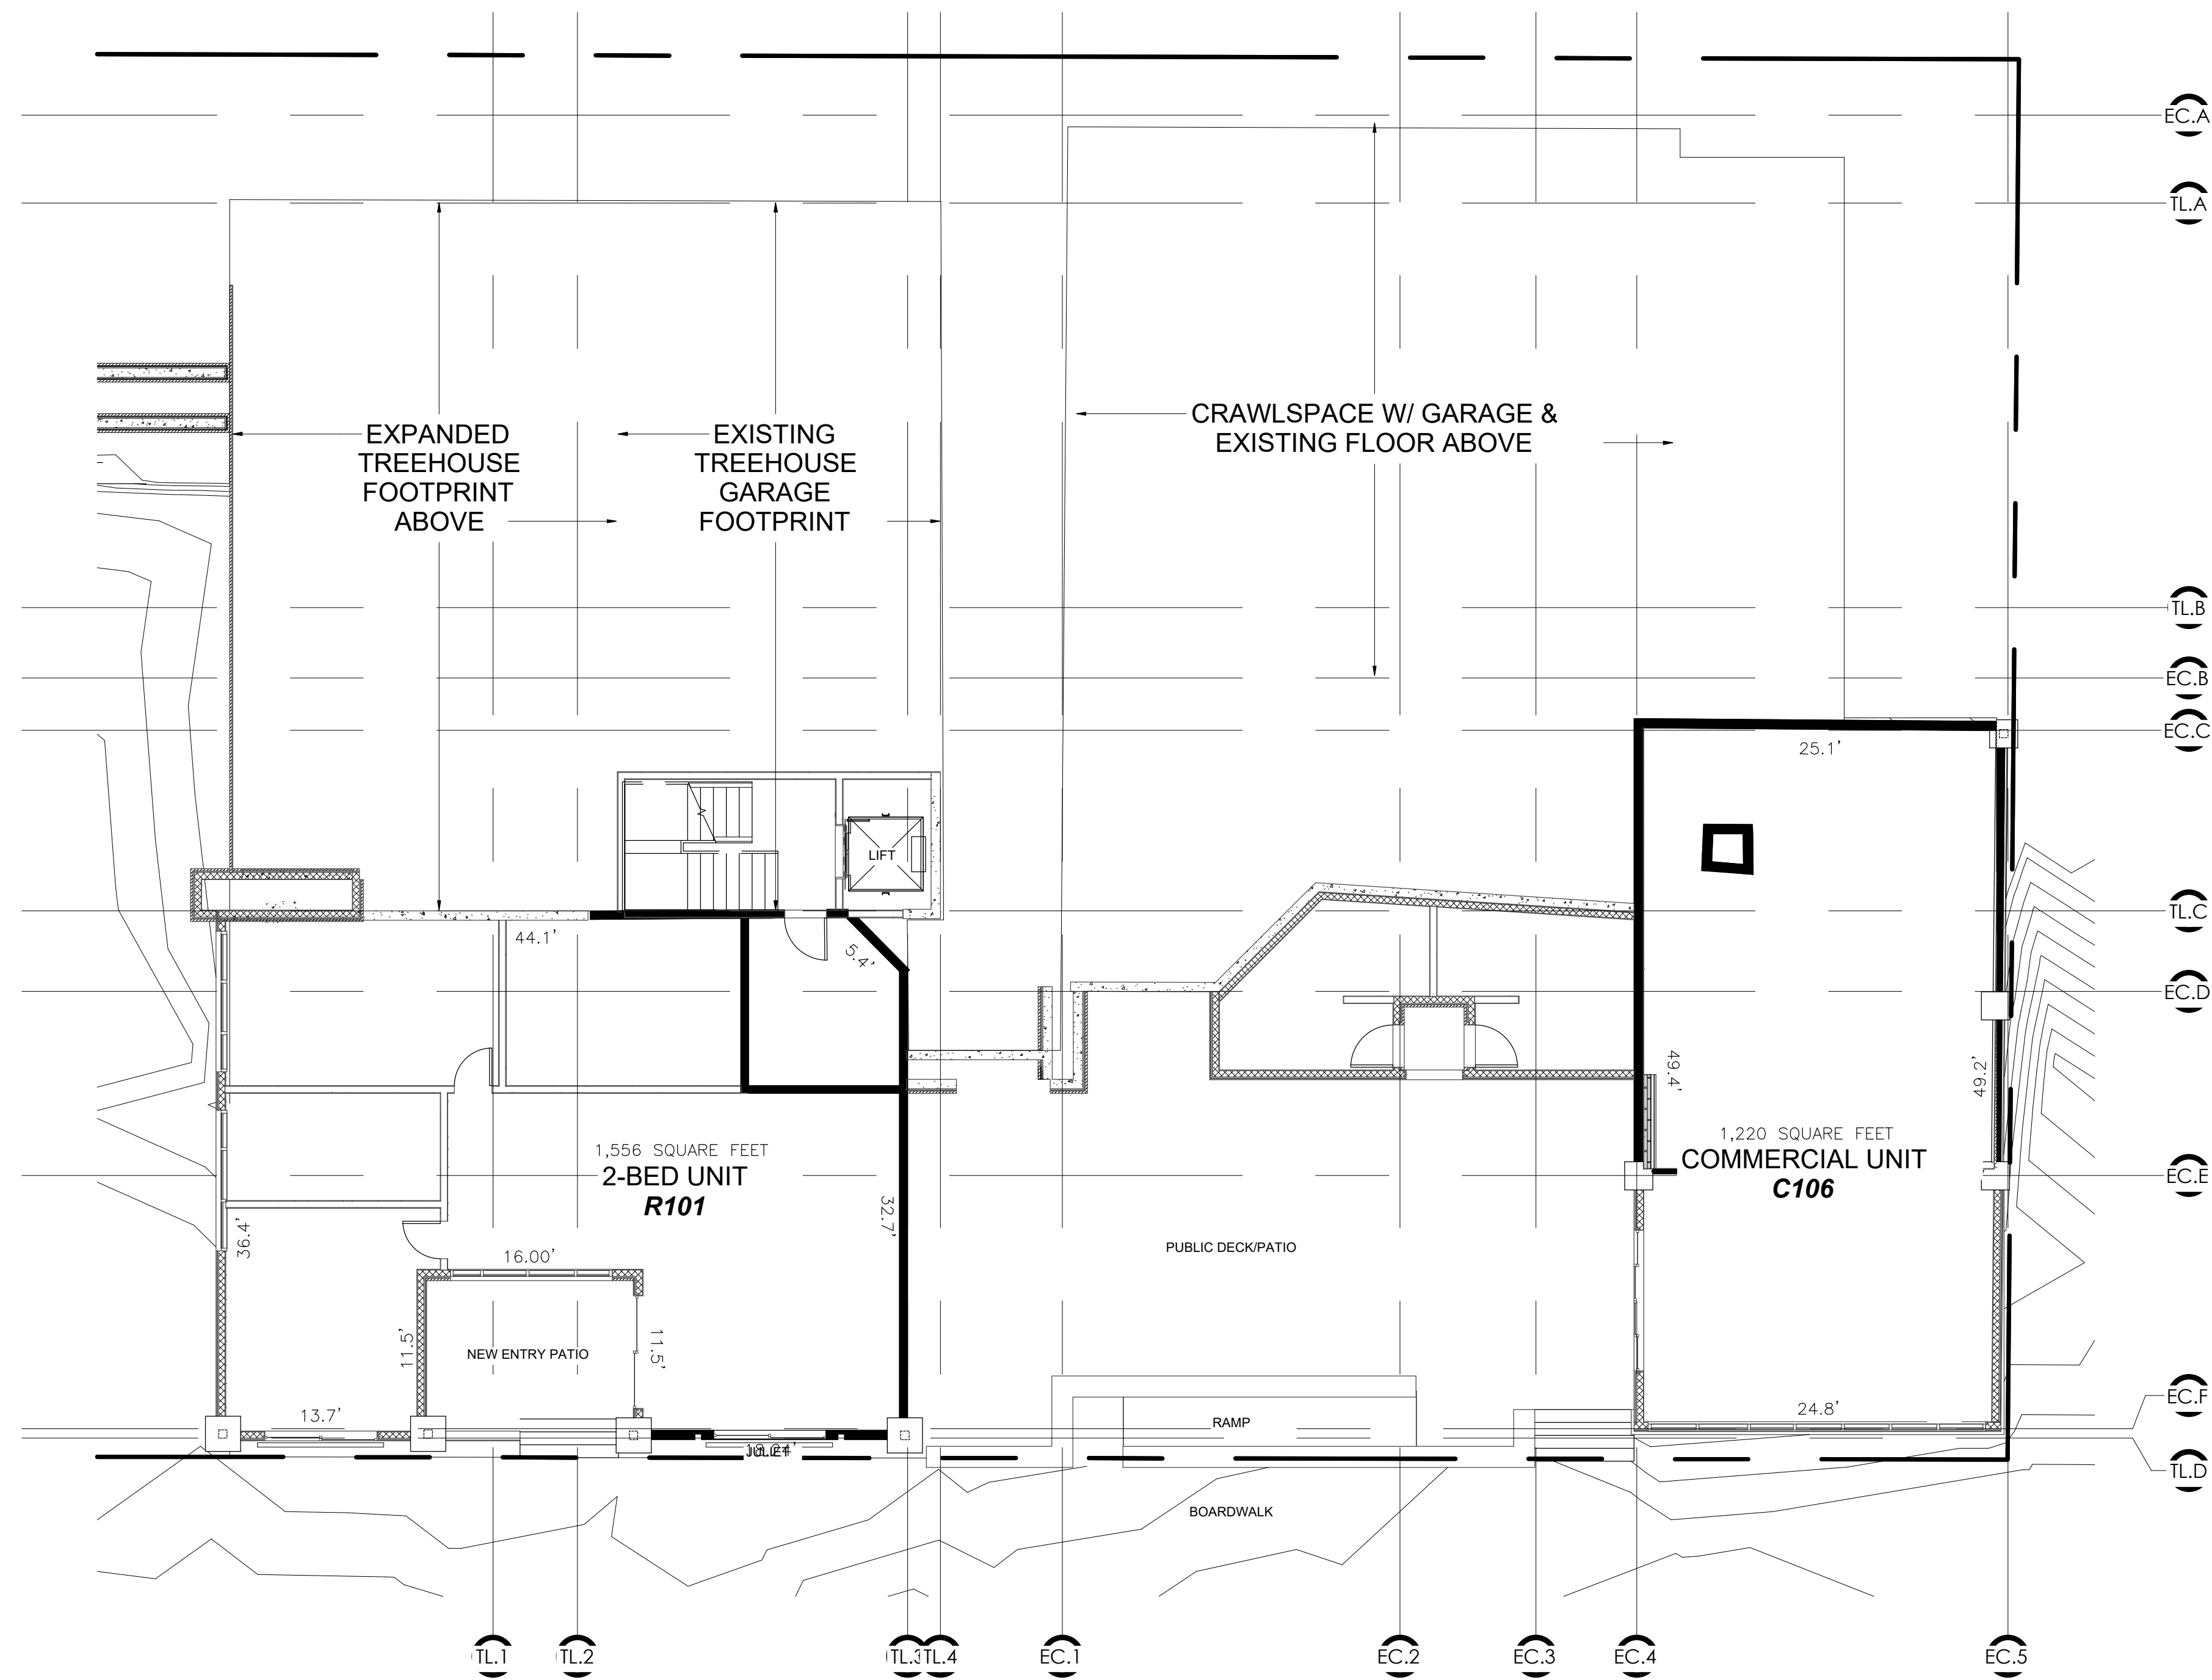 EC.A
TL.A
CRAWLSPACE W/ GARAGE &
EXISTING FLOOR ABOVE
EXPANDED
TREEHOUSE
FOOTPRINT
ABOVE
EXISTING
TREEHOUSE
GARAGE
FOOTPRINT
TL.B
EC.B
EC.C
25.1'
LIFT
TL.C
44.1'
5.4'
EC.D
49.4'
49.2'
1,556 SQUARE FEET
2-BED UNIT
R101
1,220 SQUARE FEET
COMMERCIAL UNIT
C106
EC.E
32.7'
36.4'
16.00'
PUBLIC DECK/PATIO
11.5'
NEW ENTRY PATIO
11.5'
13.7'
RAMP
24.8'
EC.F
JULIET
TL.D
BOARDWALK
TL.1
TL.2
TL.3
TL.4
EC.1
EC.2
EC.3
EC.4
EC.5